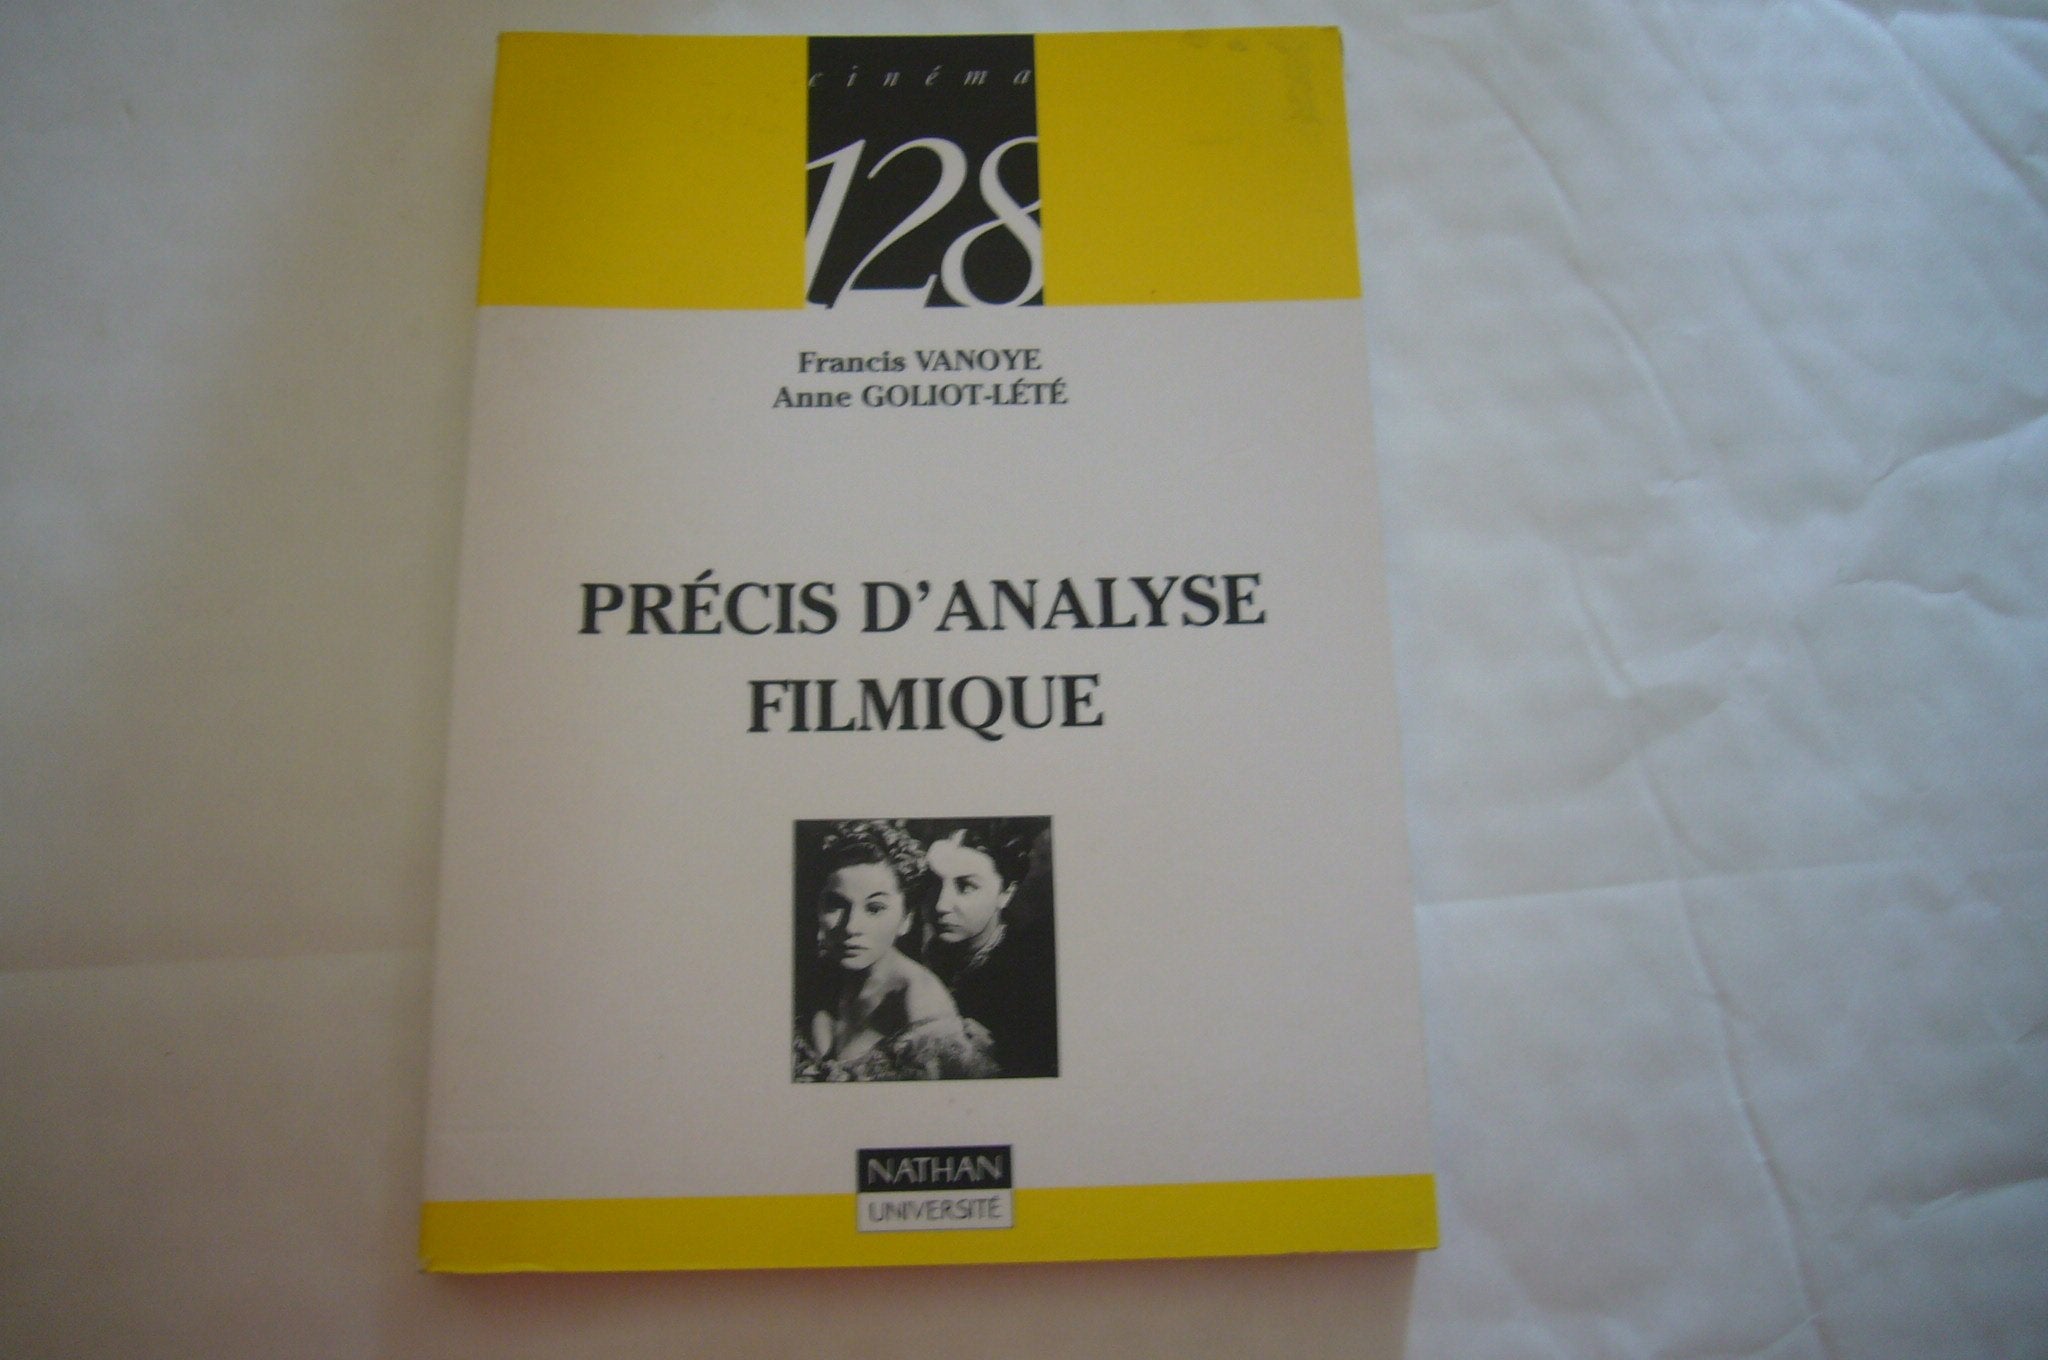 cinéma
128
Francis VANOYE
Anne GOLIOT-LÉTÉ
PRÉCIS D'ANALYSE
FILMIQUE
NATHAN
UNIVERSITÉ